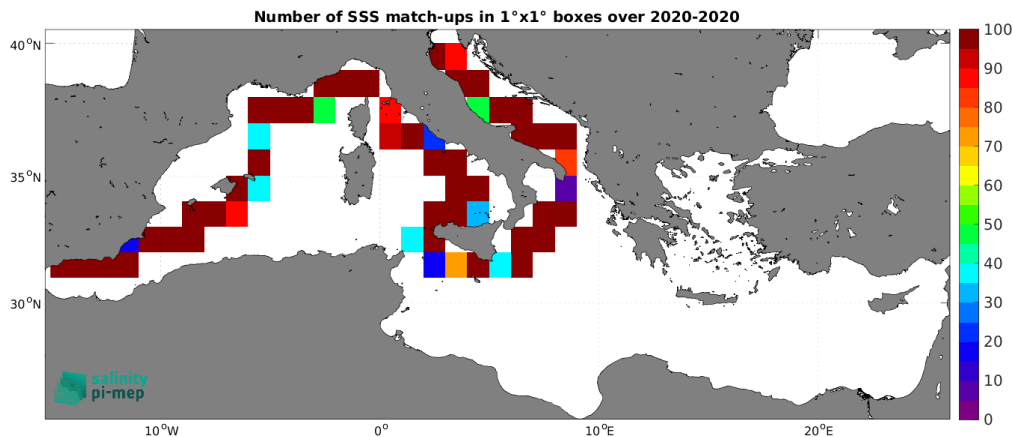 Number of SSS match-ups in 1°x1° boxes over 2020-2020
40°N
35°N
30°N
10°W
0°
10°E
20°E
100
90
80
70
60
50
40
30
20
10
0
salinity
pi-mep